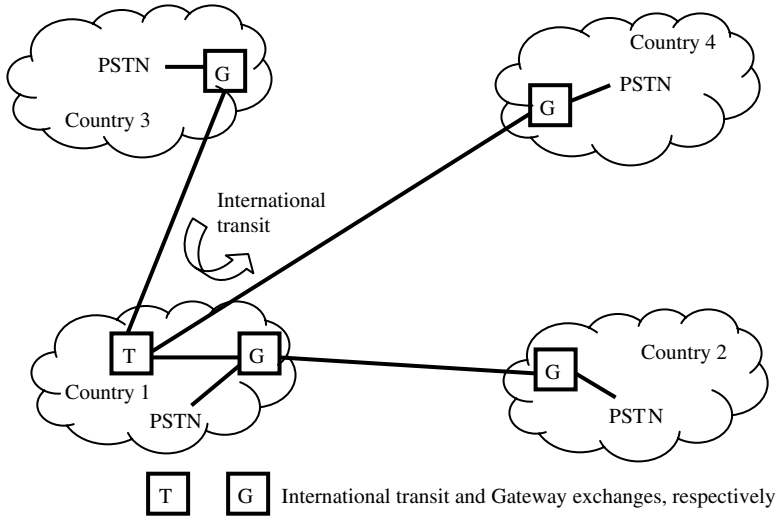 Country 4
PSTN
G
PSTN
G
Country 3
International
transit
T
G
Country 1
PSTN
G
Country 2
PSTN
T
G
International transit and Gateway exchanges, respectively